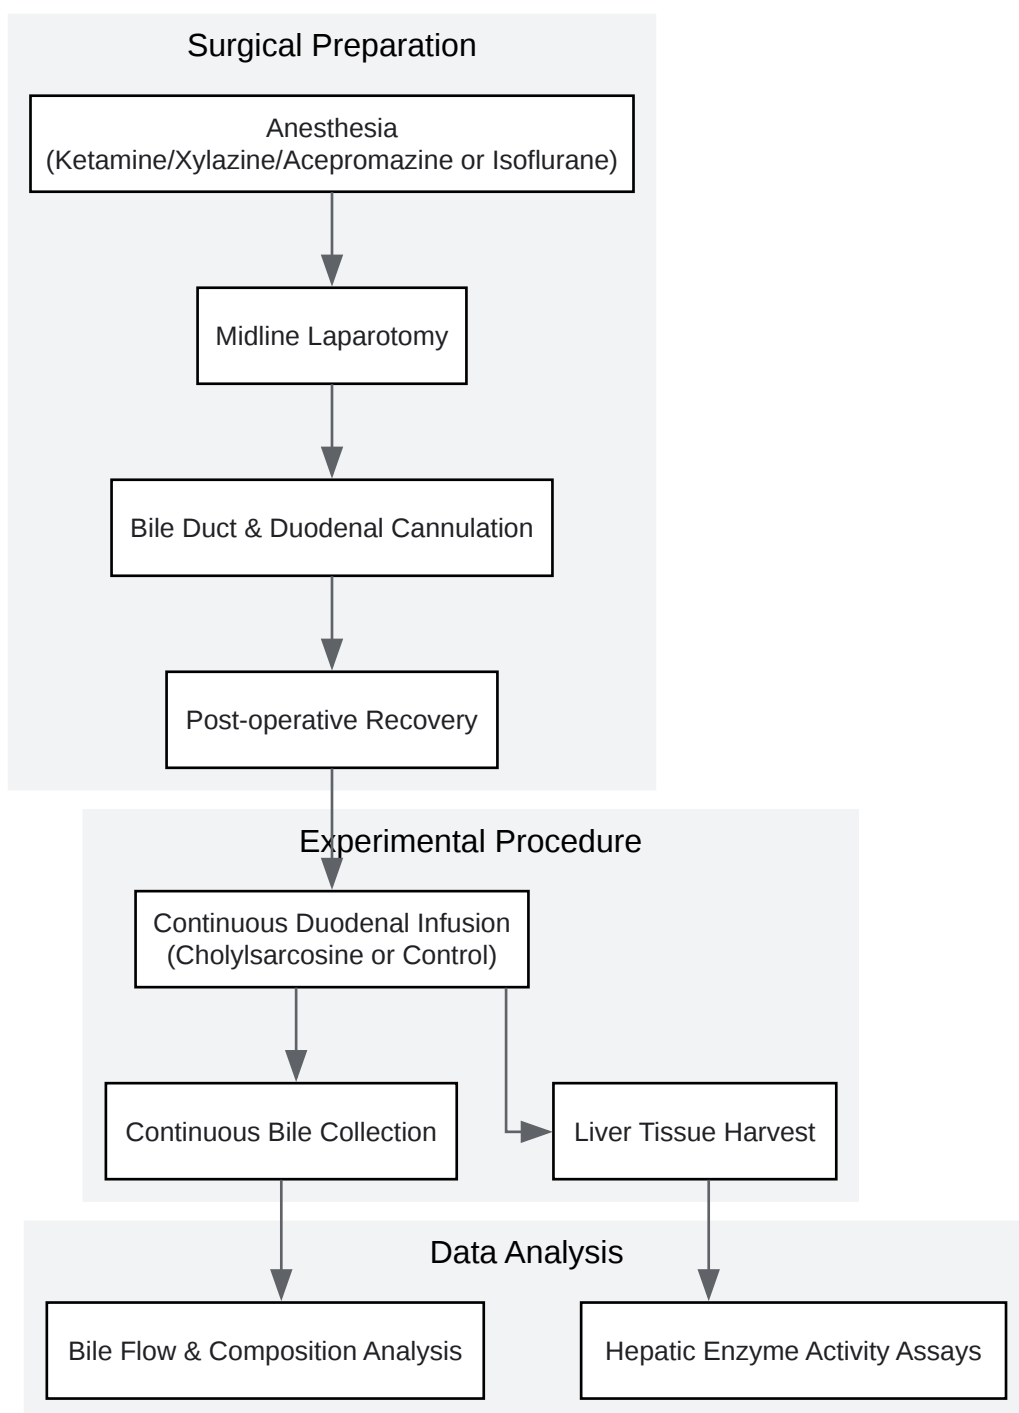 Surgical Preparation
Anesthesia
(Ketamine/Xylazine/Acepromazine or Isoflurane)
Midline Laparotomy
Bile Duct & Duodenal Cannulation
Post-operative Recovery
Experimental Procedure
Continuous Duodenal Infusion
(Cholylsarcosine or Control)
Continuous Bile Collection
Liver Tissue Harvest
Data Analysis
Bile Flow & Composition Analysis
Hepatic Enzyme Activity Assays